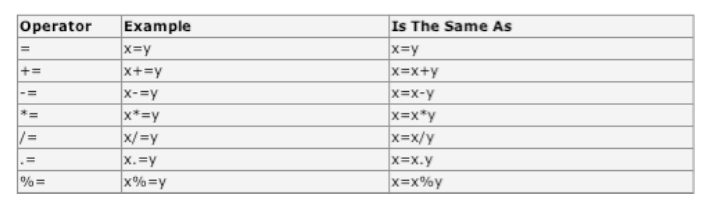 Operator Example Is The Same As
= x=y x=y
+= x+=y x=x+y
-= x-=y x=x-y
*= x*=y x=x*y
/= x/=y x=x/y
.= x.=y x=x.y
%= x%=y x=x%y